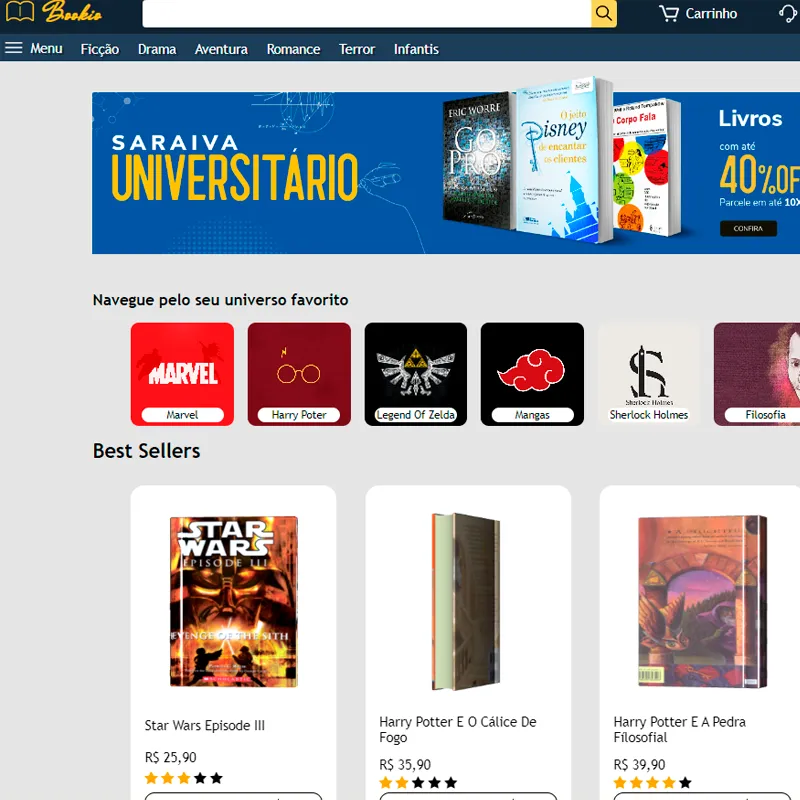 Bookio
Carrinho
Menu
Ficção
Drama
Aventura
Romance
Terror
Infantis
SARAIVA
UNIVERSITÁRIO
ERIC WORRE
GO
PRO
O jeito
Disney
de encantar
os clientes
Corpo Fala
Livros
com até
40%OF
Parcele em até 10X
CONFIRA
Navegue pelo seu universo favorito
MARVEL
Marvel
Harry Poter
Legend Of Zelda
Mangas
Sherlock Holmes
Sherlock Holmes
Filosofia
Best Sellers
STAR
WARS
EPISODE III
REVENGE OF THE SITH
SCHOLASTIC
Star Wars Episode III
R$ 25,90
Harry Potter E O Cálice De
Fogo
R$ 35,90
Harry Potter E A Pedra
Filosofial
R$ 39,90